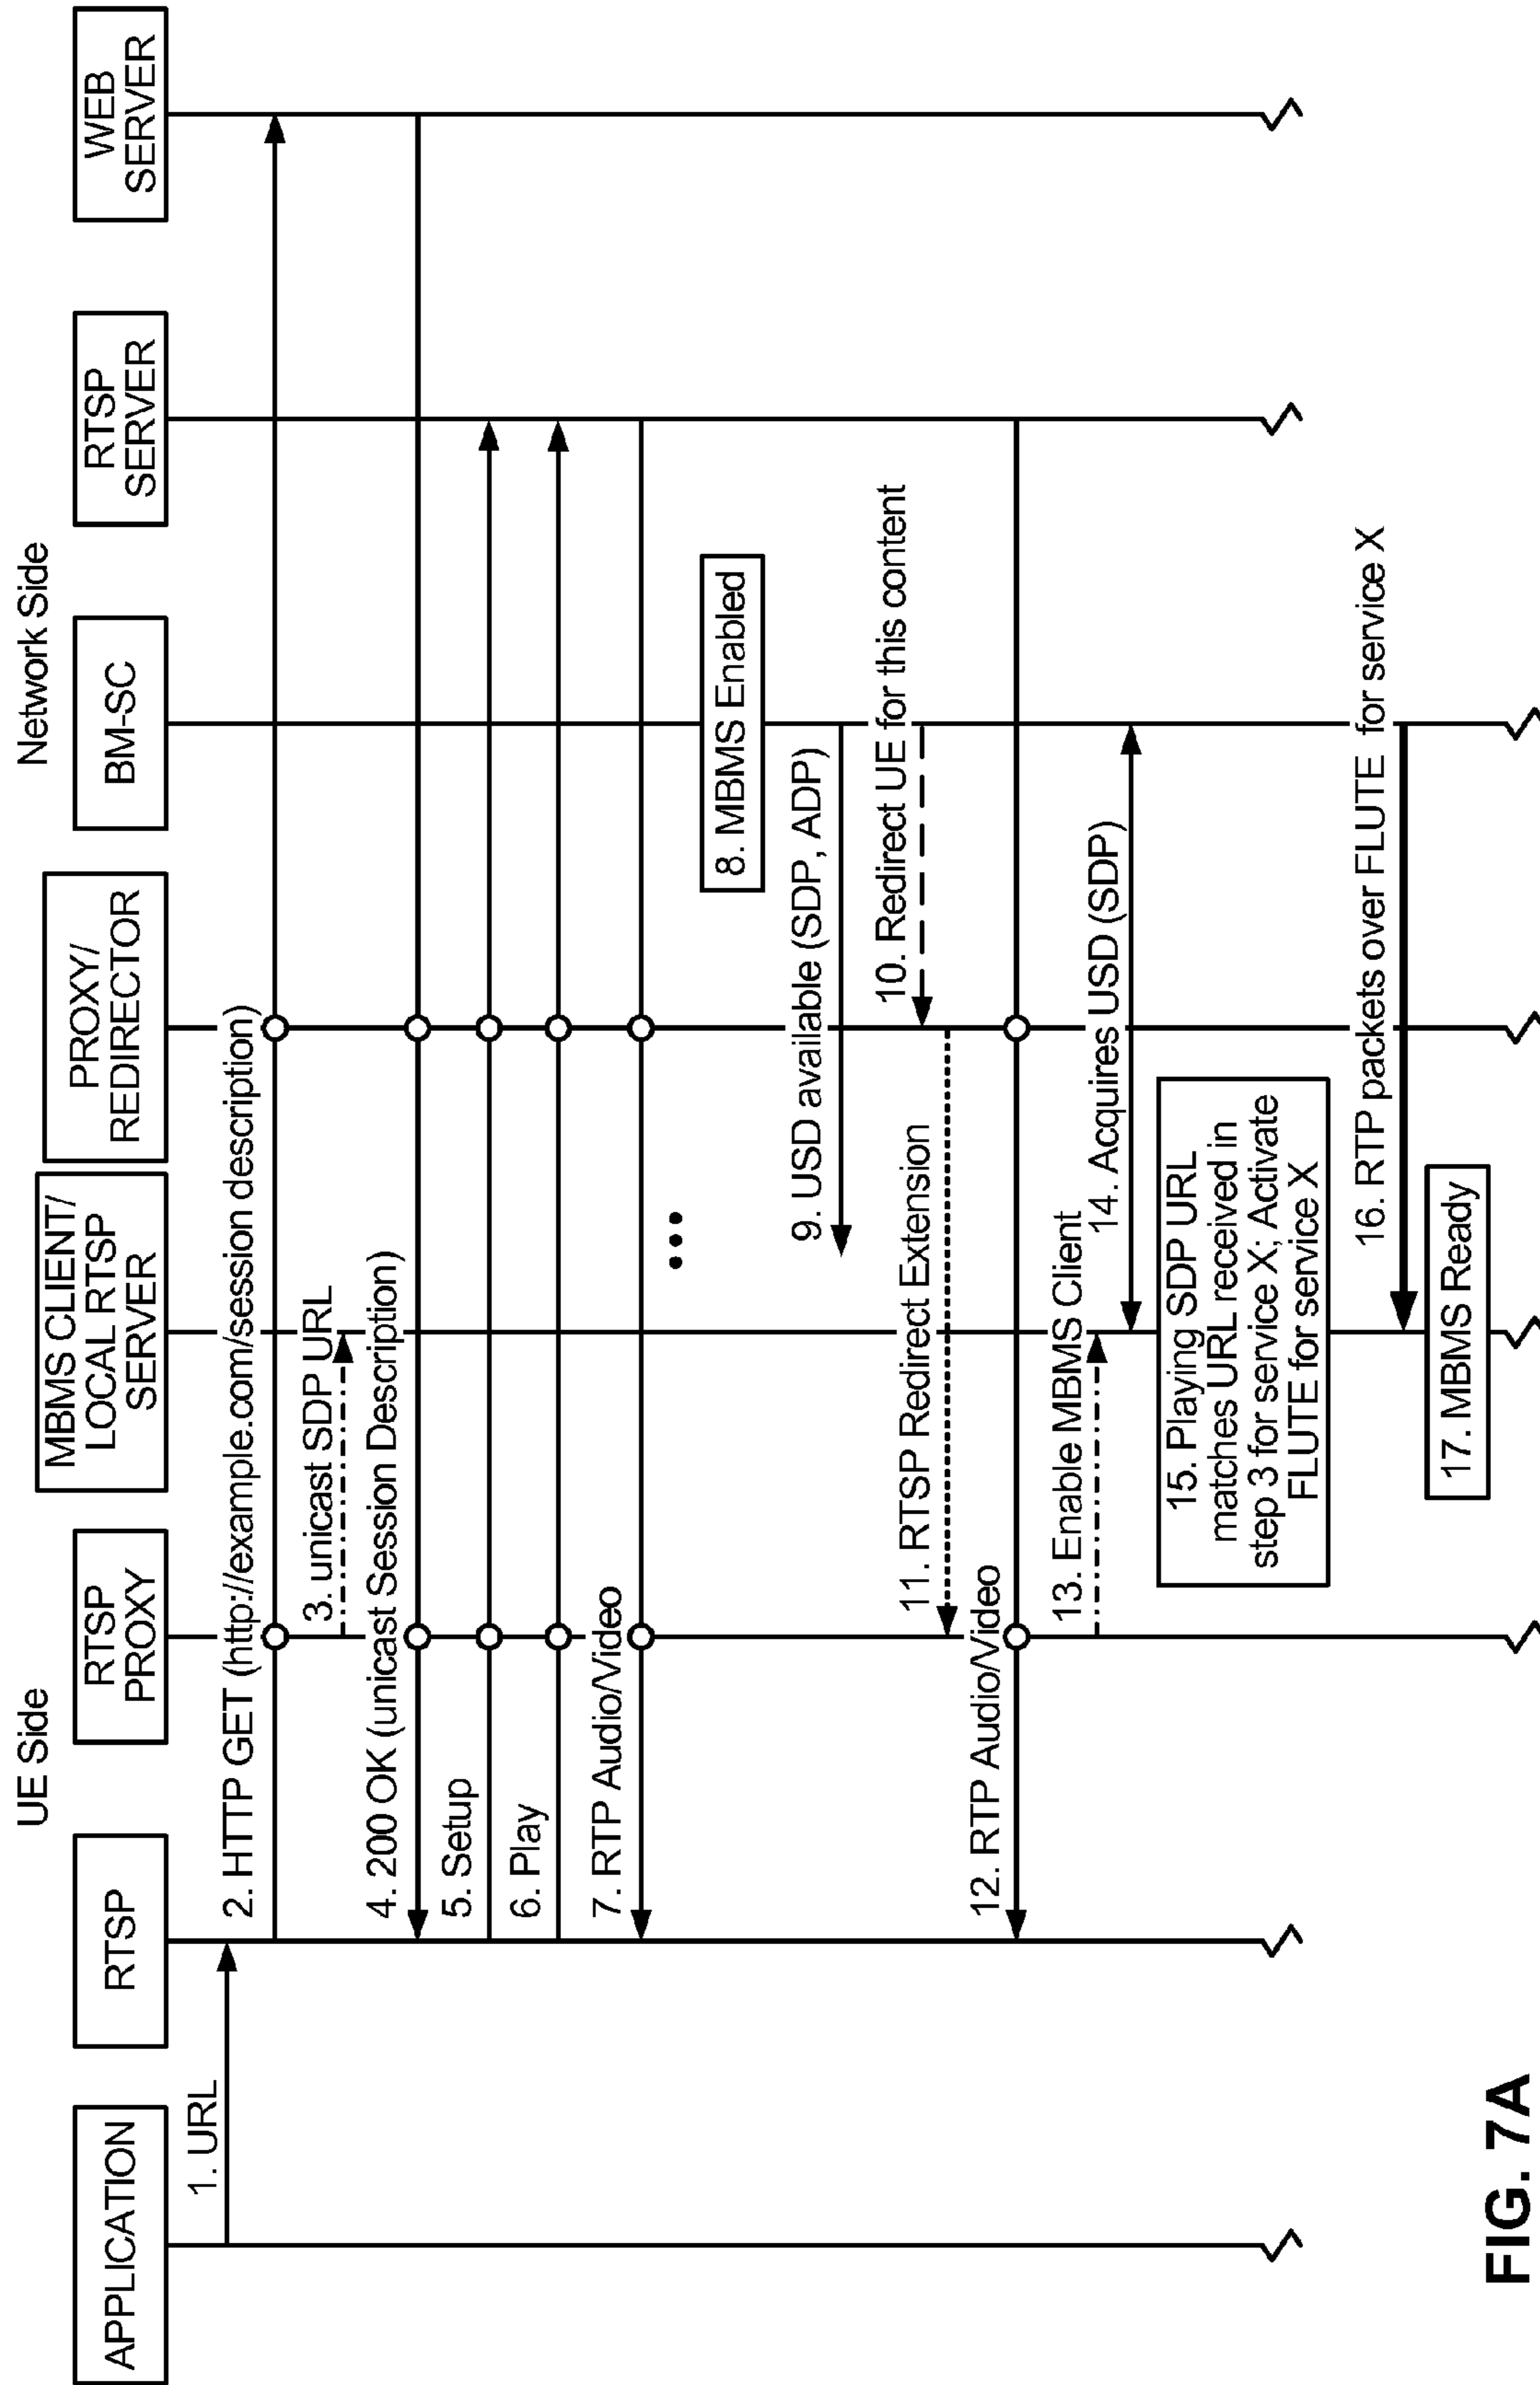 UE Side
Network Side
APPLICATION
RTSP
RTSP
PROXY
MBMS CLIENT/
LOCAL RTSP
SERVER
PROXY/
REDIRECTOR
BM-SC
RTSP
SERVER
WEB
SERVER
1. URL
2. HTTP GET (http://example.com/session description)
3. unicast SDP URL
4. 200 OK (unicast Session Description)
5. Setup
6. Play
7. RTP Audio/Video
8. MBMS Enabled
9. USD available (SDP, ADP)
10. Redirect UE for this content
11. RTSP Redirect Extension
12. RTP Audio/Video
13. Enable MBMS Client
14. Acquires USD (SDP)
15. Playing SDP URL
matches URL received in
step 3 for service X; Activate
FLUTE for service X
16. RTP packets over FLUTE for service X
17. MBMS Ready
FIG. 7A